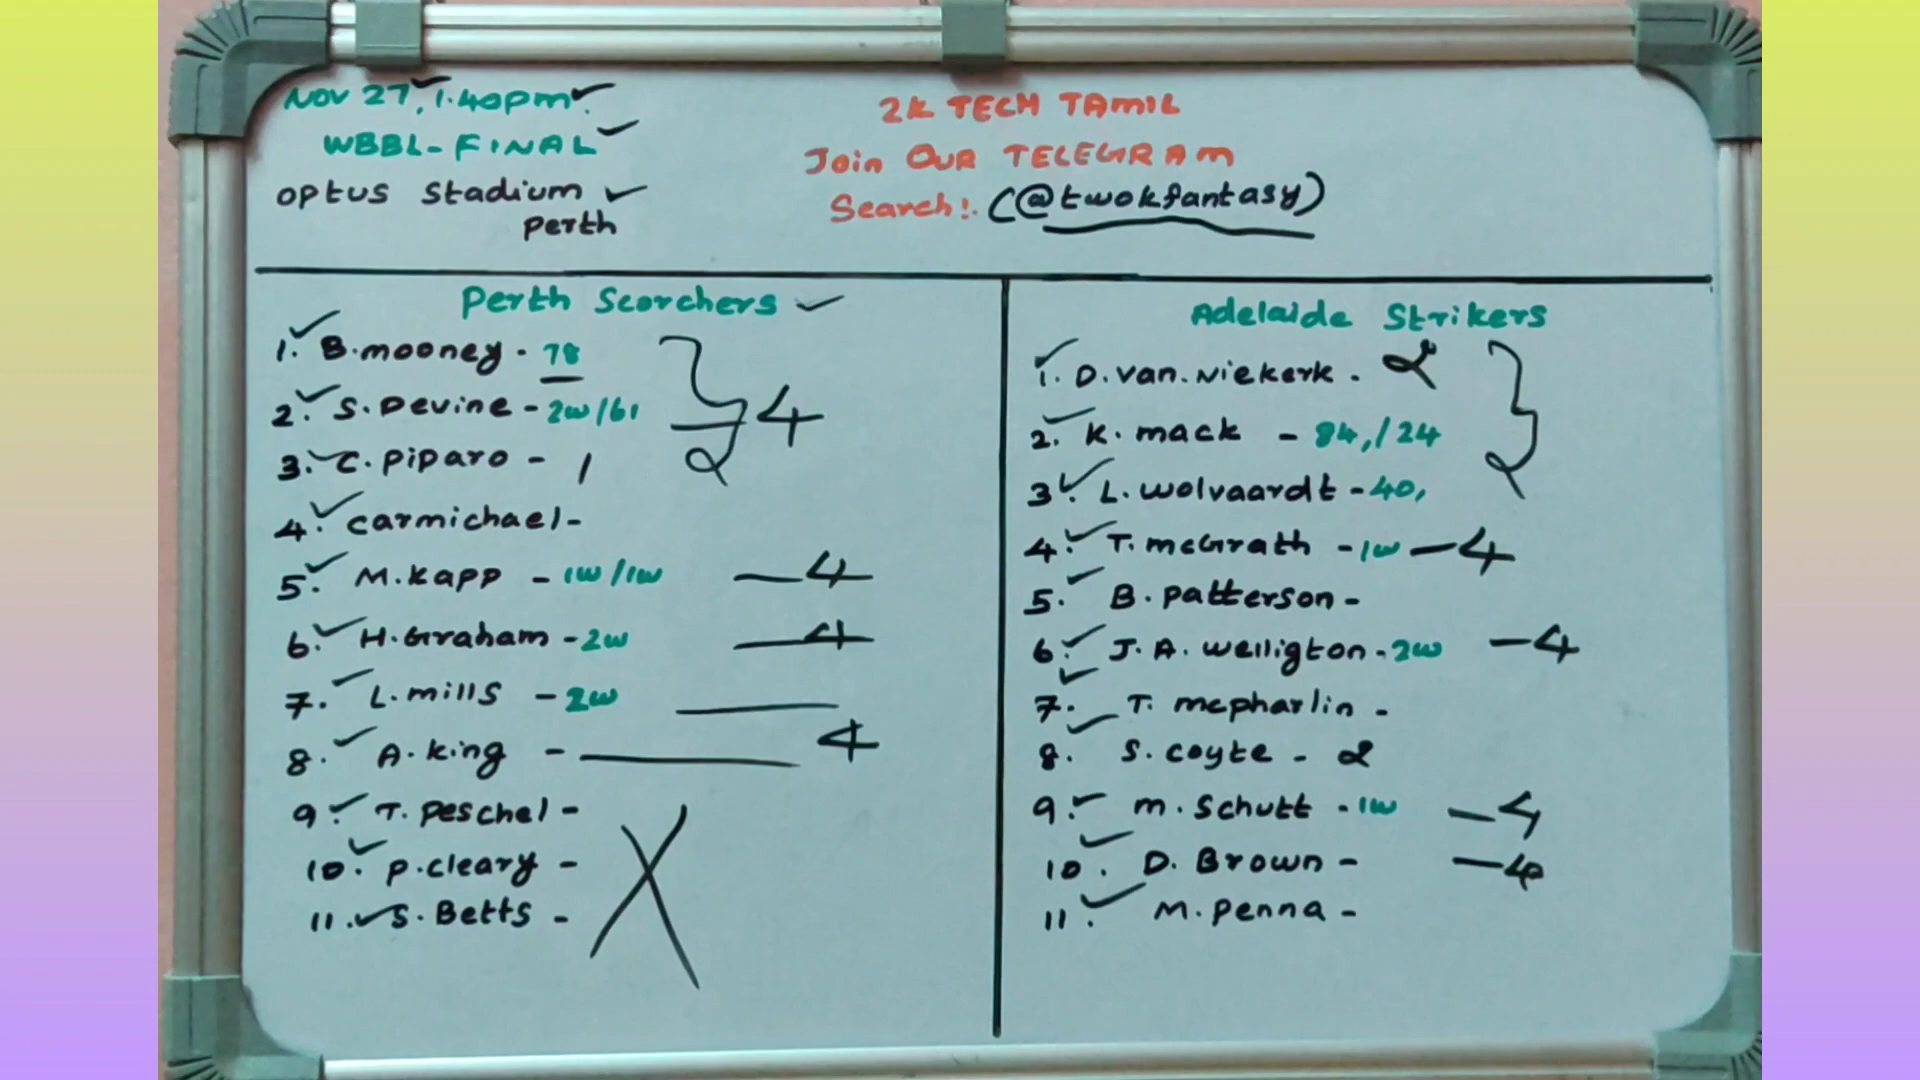 Nov 27, 1.40pm.
WBBL - FINAL
OPTUS Stadium
Perth
2K TECH TAMIL
Join OUR TELEGRAM
Search!. (@twokfantasy)
Perth Scorchers
1. B.mooney - 78
2. S. Devine - 2w/61
3. C. Piparo - 1
4. Carmichael -
5. M.Kapp - 1w/1w - 4
6. H.Graham - 2w - 4
7. L.mills - 2w
8. A.King - 4
9. T. Peschel -
10. P.cleary -
11. S. Betts -
4
2
Adelaide Strikers
1. D.van.Niekerk. 2
2. K. mack - 84,/24
3. L. wolvaardt - 40,
4. T. mcGrath - 1w - 4
5. B. Patterson -
6. J. A. welligton - 2w - 4
7. T. mcpharlin -
8. S. coyte - 2
9. m. Schutt - 1w - 4
10. D. Brown - - 4
11. M. Penna -